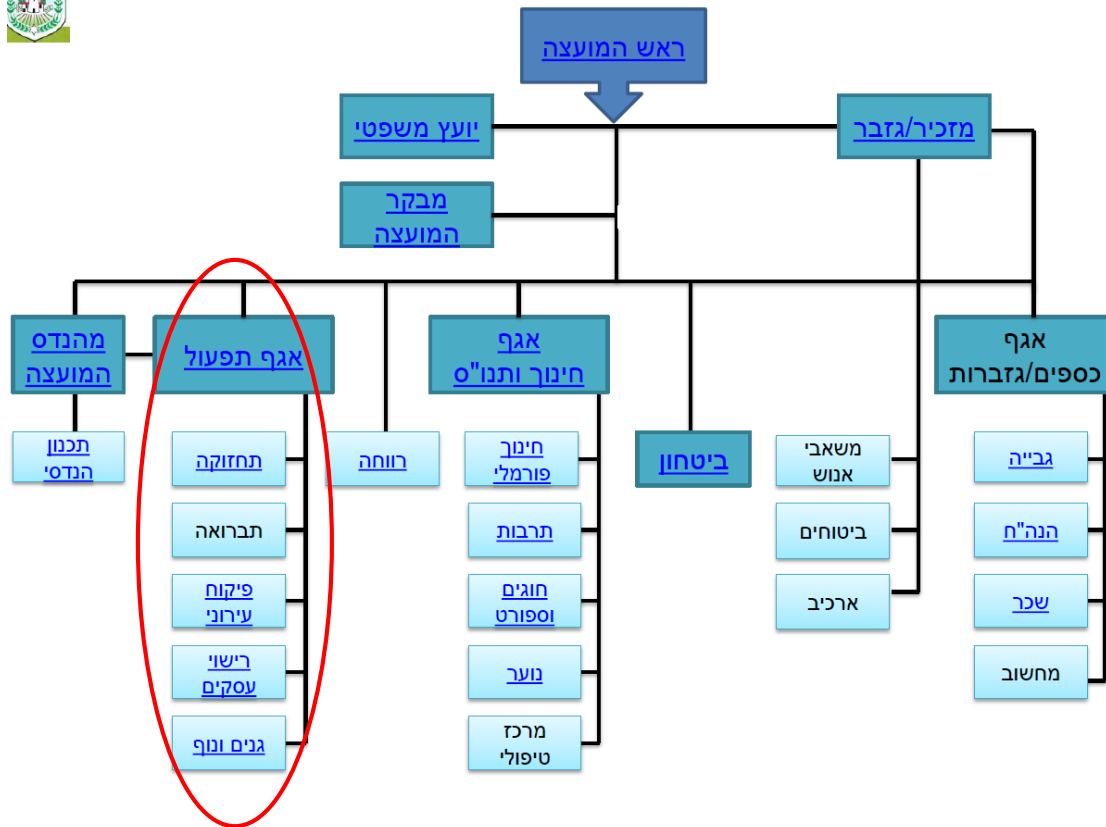 ראש המועצה
מזכיר/גזבר
יועץ משפטי
מבקר
המועצה
אגף
כספים/גזברות
אגף
חינוך ותנו"ס
אגף תפעול
מהנדס
המועצה
ביטחון
גבייה
הנה"ח
שכר
מחשוב
משאבי
אנוש
ביטוחים
ארכיב
חינוך
פורמלי
תרבות
חוגים
וספורט
נוער
מרכז
טיפולי
רווחה
תחזוקה
תברואה
פיקוח
עירוני
רישוי
עסקים
גנים ונוף
תכנון
הנדסי